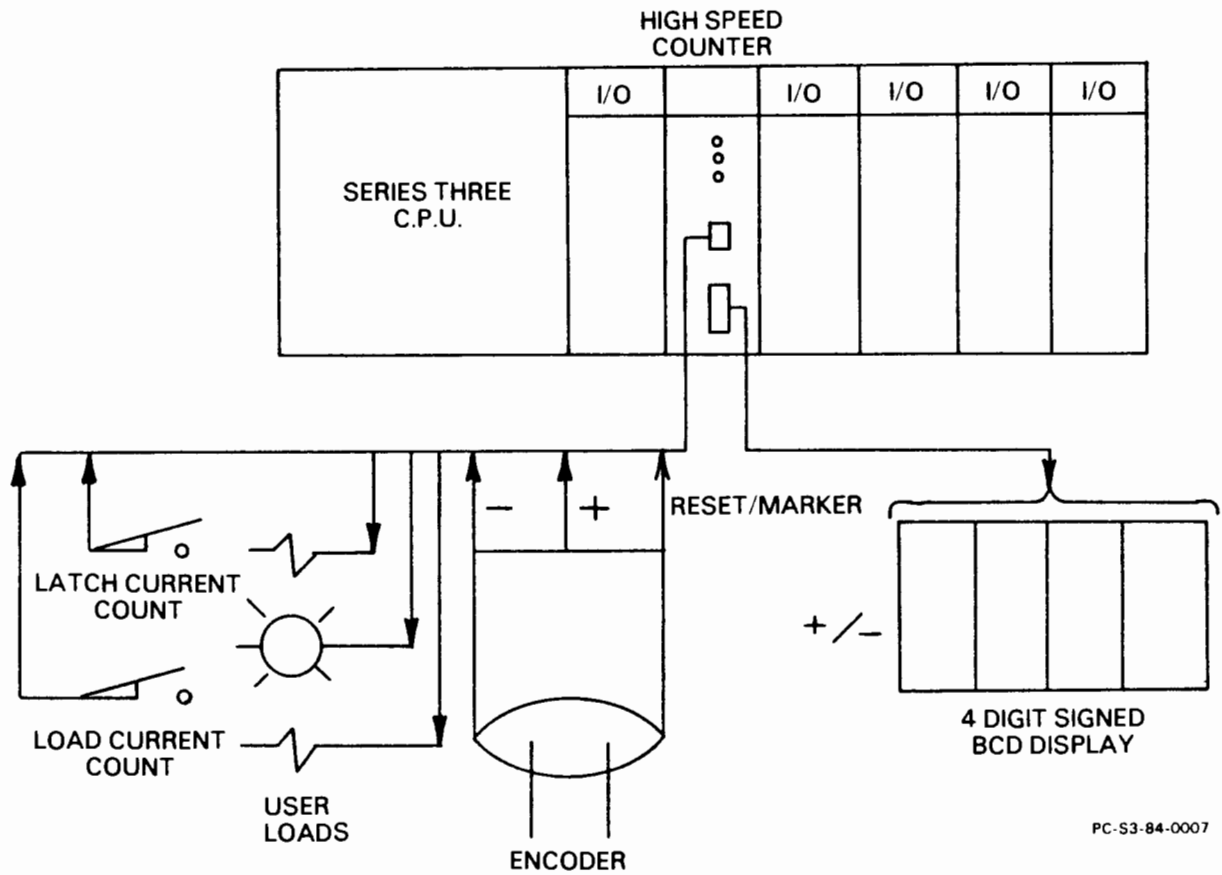 HIGH SPEED
COUNTER
I/O
I/O
I/O
I/O
I/O
SERIES THREE
C.P.U.
- +
RESET/MARKER
LATCH CURRENT
COUNT
+/-
LOAD CURRENT
COUNT
4 DIGIT SIGNED
BCD DISPLAY
USER
LOADS
ENCODER
PC-S3-84-0007